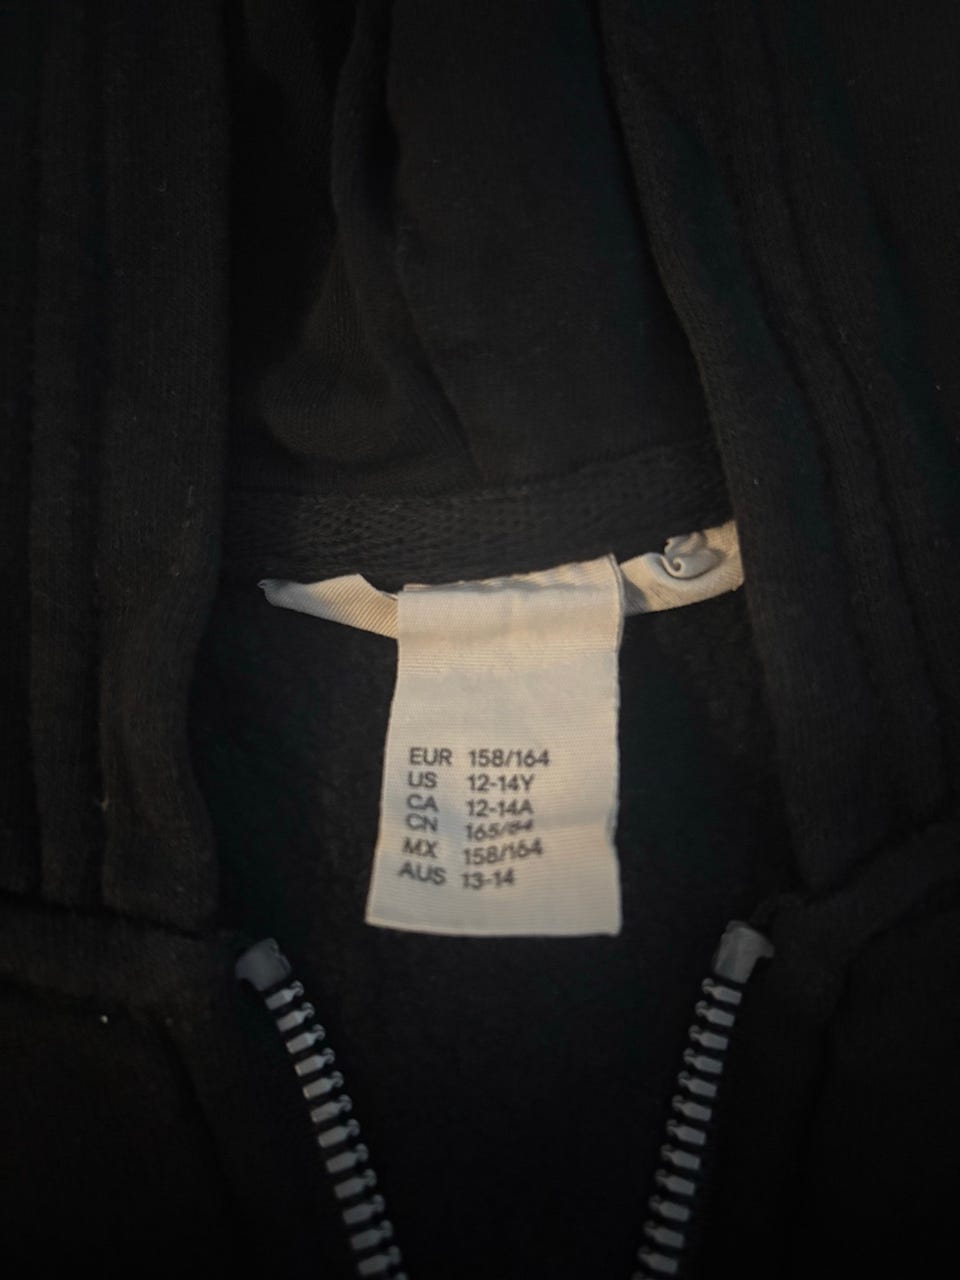 EUR 158/164
US 12-14Y
CA 12-14A
CN 165/84
MX 158/164
AUS 13-14